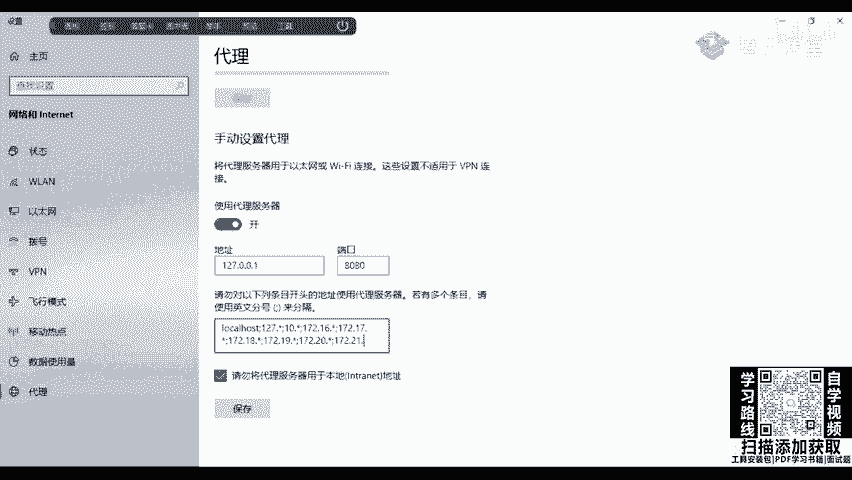 设置
主页
代理
查找设置
网络和 Internet
手动设置代理
状态
将代理服务器用于以太网或 Wi-Fi 连接。这些设置不适用于 VPN 连
接。
WLAN
以太网
使用代理服务器
开
拨号
地址
端口
127.0.0.1
8080
VPN
飞行模式
请勿对以下列条目开头的地址使用代理服务器。若有多个条目，请
使用英文分号 (;) 来分隔。
移动热点
localhost;127.*;10.*;172.16.*;172.17.
*;172.18.*;172.19.*;172.20.*;172.21.
数据使用量
请勿将代理服务器用于本地(Intranet)地址
代理
保存
学习路线
自学视频
扫描添加获取
工具安装包|PDF学习书籍|面试题